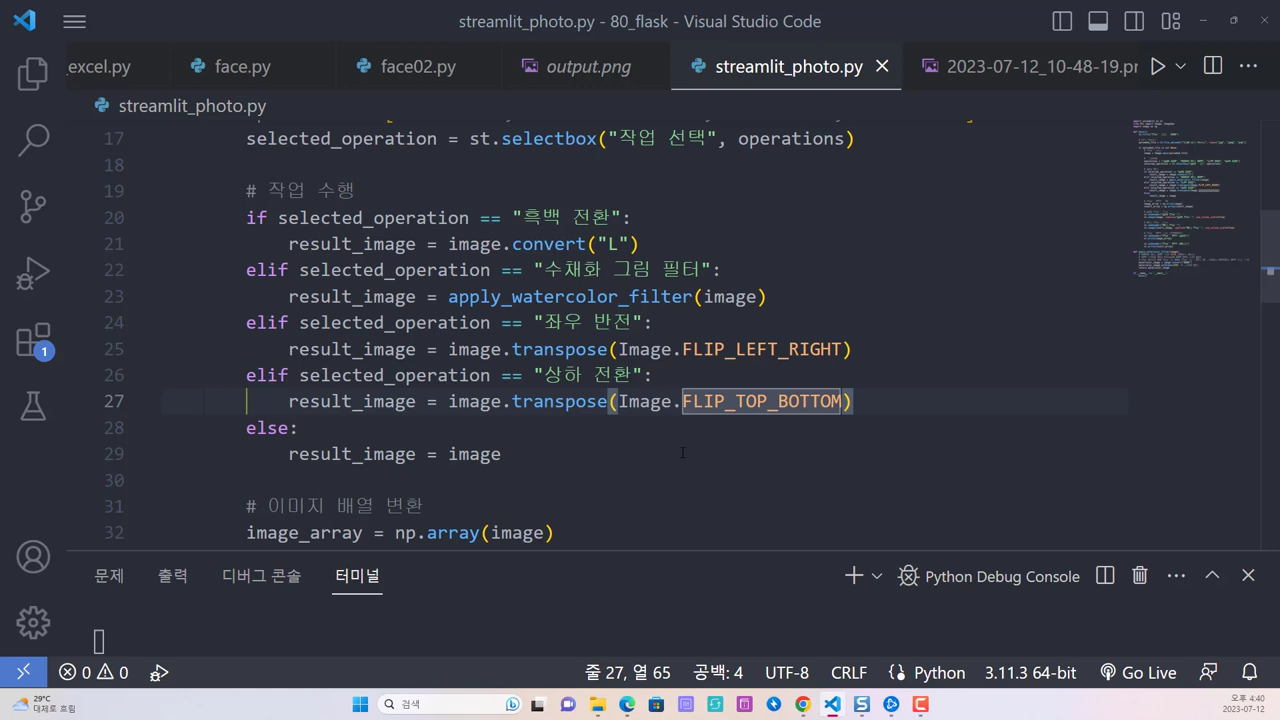 streamlit_photo.py - 80_flask - Visual Studio Code
_excel.py face.py face02.py output.png streamlit_photo.py 2023-07-12_10-48-19.pr
streamlit_photo.py
17 selected_operation = st.selectbox("작업 선택", operations)
18
19 # 작업 수행
20 if selected_operation == "흑백 전환":
21 result_image = image.convert("L")
22 elif selected_operation == "수채화 그림 필터":
23 result_image = apply_watercolor_filter(image)
24 elif selected_operation == "좌우 반전":
25 result_image = image.transpose(Image.FLIP_LEFT_RIGHT)
26 elif selected_operation == "상하 전환":
27 result_image = image.transpose(Image.FLIP_TOP_BOTTOM)
28 else:
29 result_image = image
30
31 # 이미지 배열 변환
32 image_array = np.array(image)
1
문제 출력 디버그 콘솔 터미널 Python Debug Console
0 0 줄 27, 열 65 공백: 4 UTF-8 CRLF Python 3.11.3 64-bit Go Live
29°C
대체로 흐림
검색
오후 4:40
2023-07-12